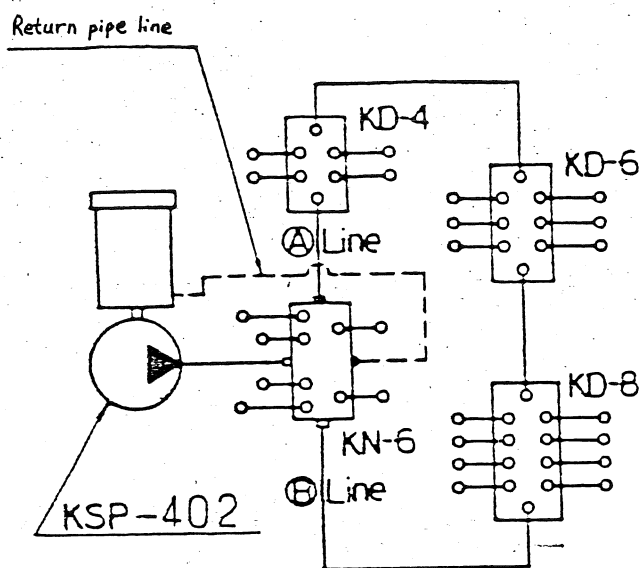 Return pipe line
KD-4
KD-6
Ⓐ Line
KD-8
KN-6
Ⓑ Line
KSP-402